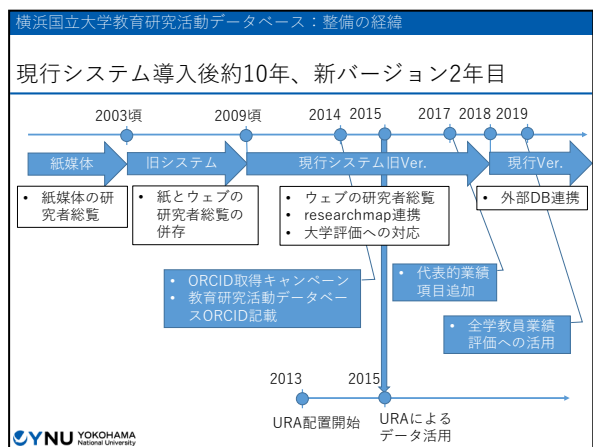 横浜国立大学教育研究活動データベース：整備の経緯
現行システム導入後約10年、新バージョン2年目
2003頃
2009頃
2014
2015
2017
2018
2019
紙媒体
旧システム
現行システム旧Ver.
現行Ver.
• 紙媒体の研
究者総覧
• 紙とウェブの
研究者総覧の
併存
• ウェブの研究者総覧
• researchmap連携
• 大学評価への対応
• 外部DB連携
• ORCID取得キャンペーン
• 教育研究活動データベー
スORCID記載
• 代表的業績
項目追加
• 全学教員業績
評価への活用
2013
2015
URA配置開始
URAによる
データ活用
YNU YOKOHAMA
National University